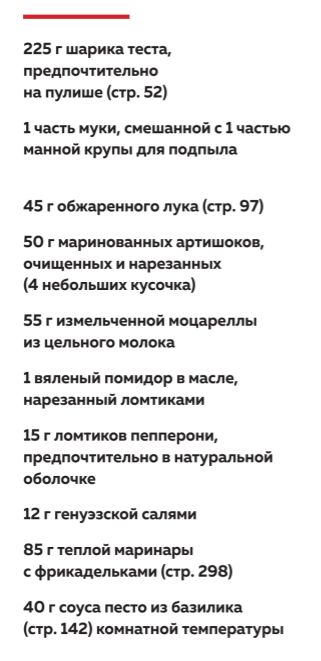 225 г шарика теста,
предпочтительно
на пулише (стр. 52)
1 часть муки, смешанной с 1 частью
манной крупы для подпыла
45 г обжаренного лука (стр. 97)
50 г маринованных артишоков,
очищенных и нарезанных
(4 небольших кусочка)
55 г измельченной моцареллы
из цельного молока
1 вяленый помидор в масле,
нарезанный ломтиками
15 г ломтиков пепперони,
предпочтительно в натуральной
оболочке
12 г генуэзской салями
85 г теплой маринары
с фрикадельками (стр. 298)
40 г соуса песто из базилика
(стр. 142) комнатной температуры